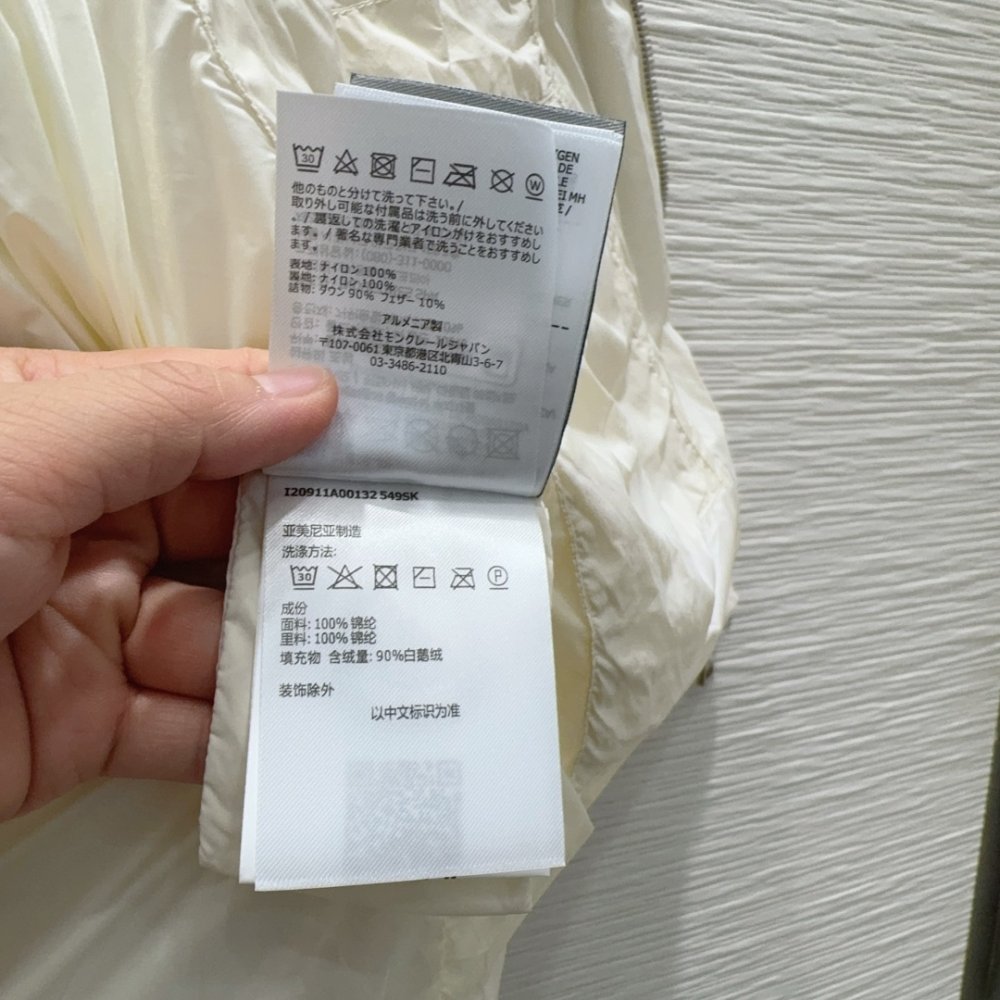 30
W
他のものと分けて洗って下さい。/
取り外し可能な付属品は洗う前に外してください
。/裏返しての洗濯とアイロンがけをおすすめし
ます。/著名な専門業者で洗うことをおすすめし
ます。
表地: ナイロン 100%
裏地: ナイロン 100%
詰物: ダウン 90% フェザー 10%
アルメニア製
株式会社モンクレールジャパン
〒107-0061 東京都港区北青山3-6-7
03-3486-2110
I20911A00132 549SK
亚美尼亚制造
洗涤方法:
30
P
成份
面料: 100% 锦纶
里料: 100% 锦纶
填充物 含绒量: 90%白鹅绒
装饰除外
以中文标识为准